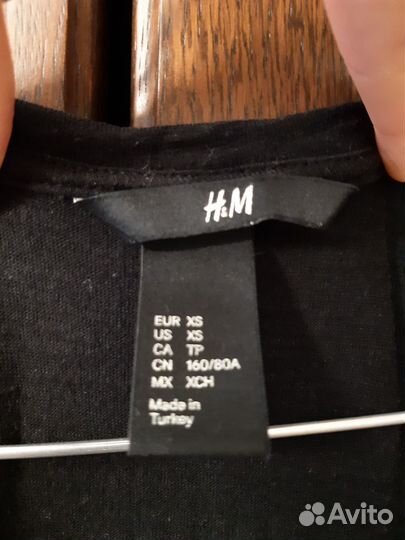 H&M
EUR XS
US XS
CA TP
CN 160/80A
MX XCH
Made in
Turkey
Avito